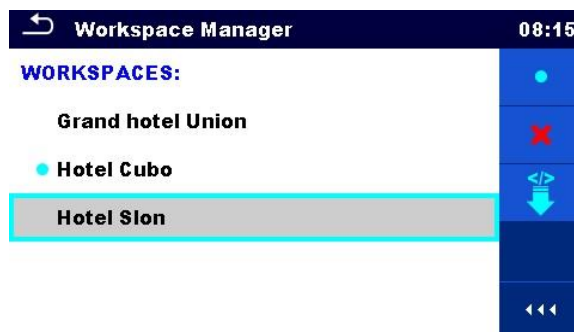 Workspace Manager 08:15
WORKSPACES:
Grand hotel Union
Hotel Cubo
Hotel Slon